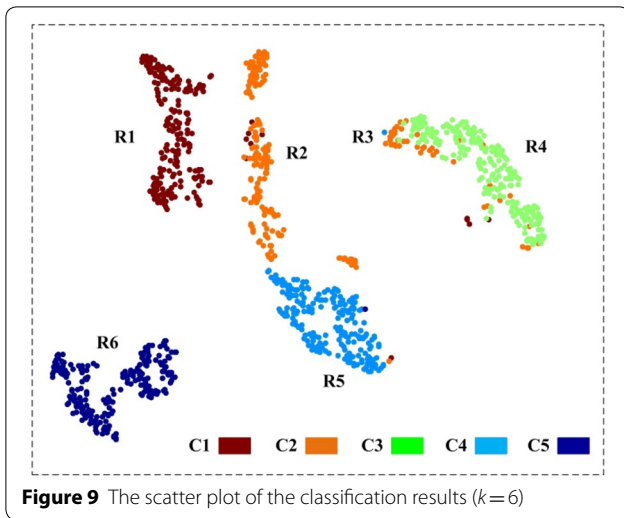 R1
R2
R3
R4
R6
R5
C1 C2 C3 C4 C5
Figure 9 The scatter plot of the classification results (k=6)